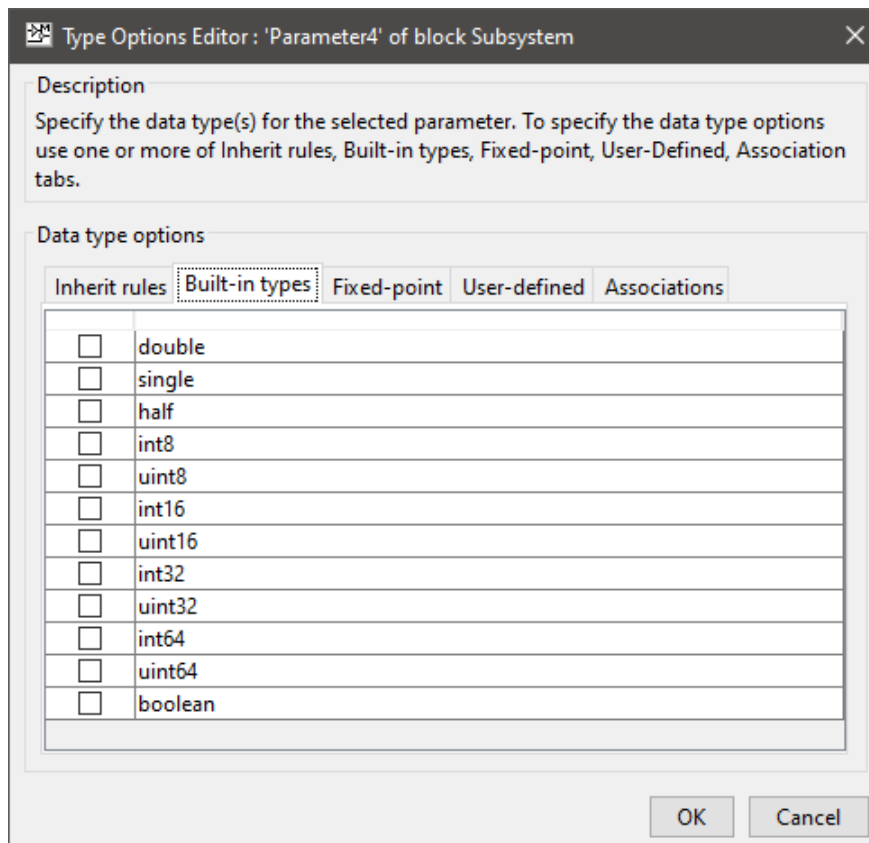 Type Options Editor : 'Parameter4' of block Subsystem
Description
Specify the data type(s) for the selected parameter. To specify the data type options
use one or more of Inherit rules, Built-in types, Fixed-point, User-Defined, Association
tabs.
Data type options
Inherit rules Built-in types Fixed-point User-defined Associations
double
single
half
int8
uint8
int16
uint16
int32
uint32
int64
uint64
boolean
OK Cancel